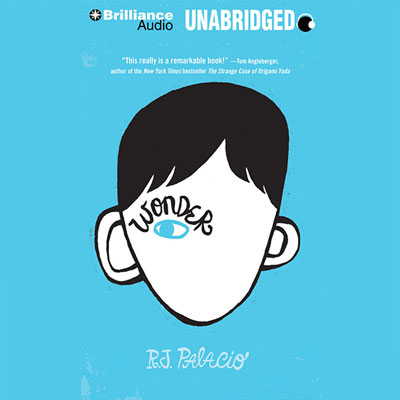 Brilliance Audio
UNABRIDGED
"This really is a remarkable book!" —Tom Angleberger,
author of the New York Times bestseller The Strange Case of Origami Yoda
WONDER
R.J. PALACIO